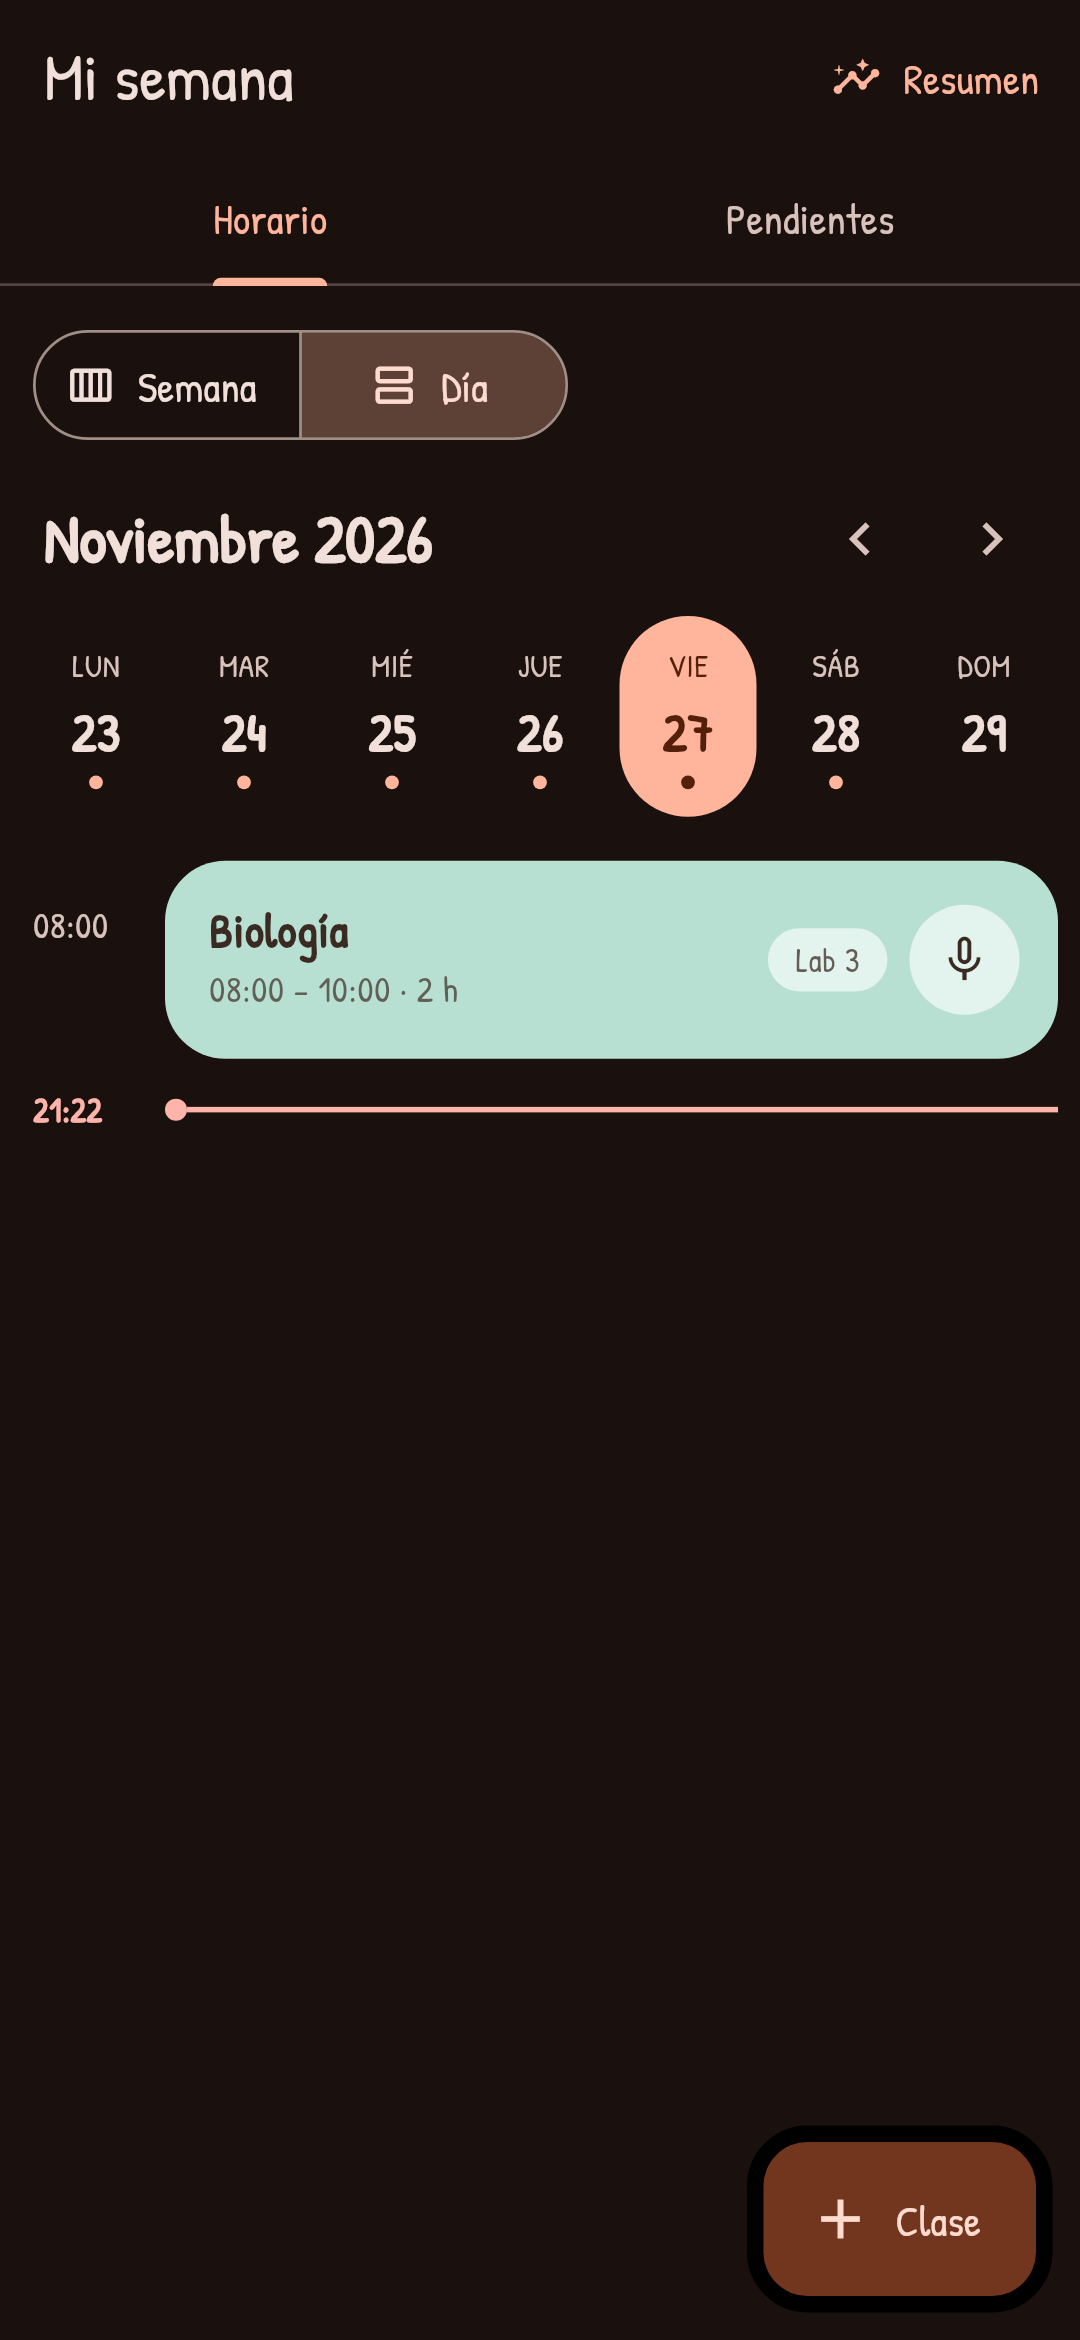 Mi semana
Resumen
Horario
Pendientes
Semana
Día
Noviembre 2026
LUN MAR MIÉ JUE VIE SÁB DOM
23 24 25 26 27 28 29
08:00
Biología
08:00 – 10:00 · 2 h
Lab 3
21:22
Clase